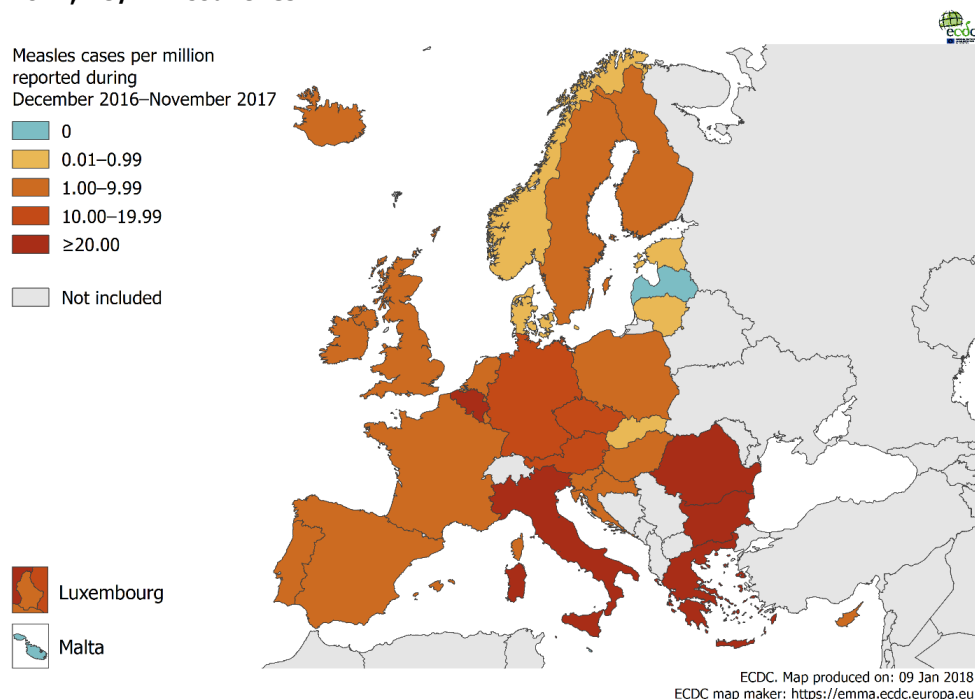 ecdc
Measles cases per million
reported during
December 2016–November 2017
0
0.01–0.99
1.00–9.99
10.00–19.99
≥20.00
Not included
Luxembourg
Malta
ECDC. Map produced on: 09 Jan 2018
ECDC map maker: https://emma.ecdc.europa.eu